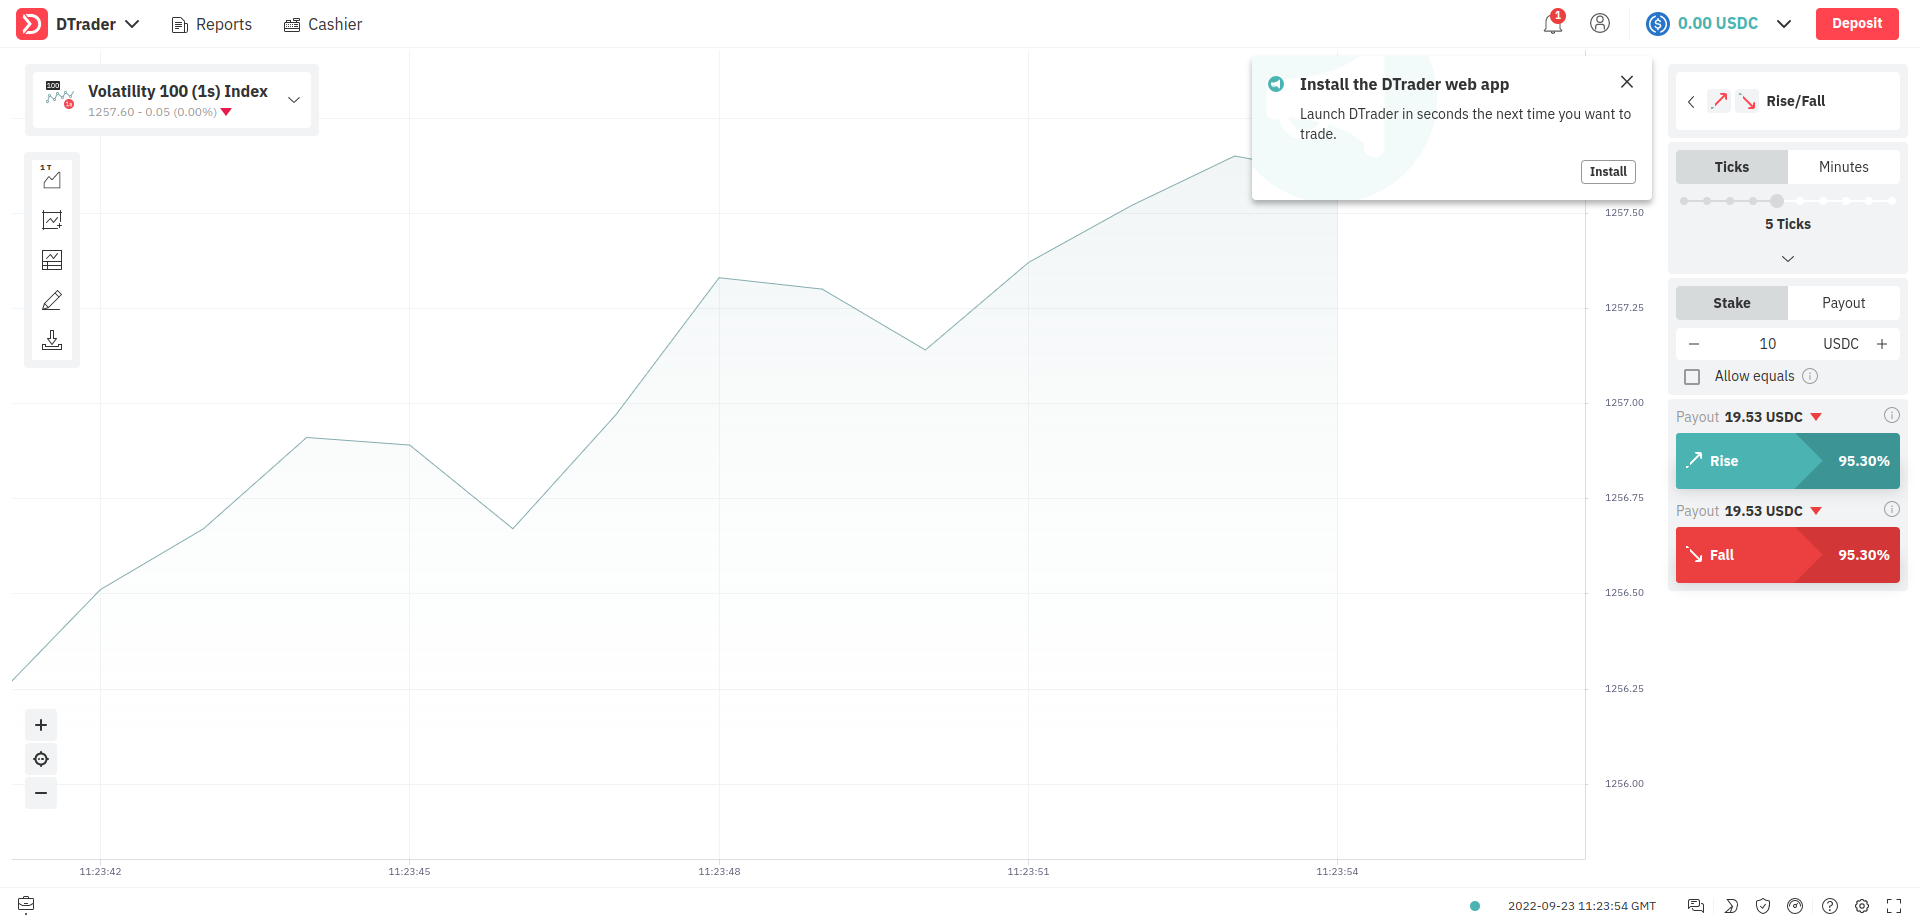 DTrader
Reports
Cashier
1
0.00 USDC
Deposit
100
1s
Volatility 100 (1s) Index
1257.60 - 0.05 (0.00%)
Install the DTrader web app
Launch DTrader in seconds the next time you want to
trade.
Install
Rise/Fall
Ticks
Minutes
5 Ticks
Stake
Payout
10
USDC
Allow equals
Payout 19.53 USDC
Rise
95.30%
Payout 19.53 USDC
Fall
95.30%
1 T
1257.50
1257.25
1257.00
1256.75
1256.50
1256.25
1256.00
11:23:42
11:23:45
11:23:48
11:23:51
11:23:54
2022-09-23 11:23:54 GMT